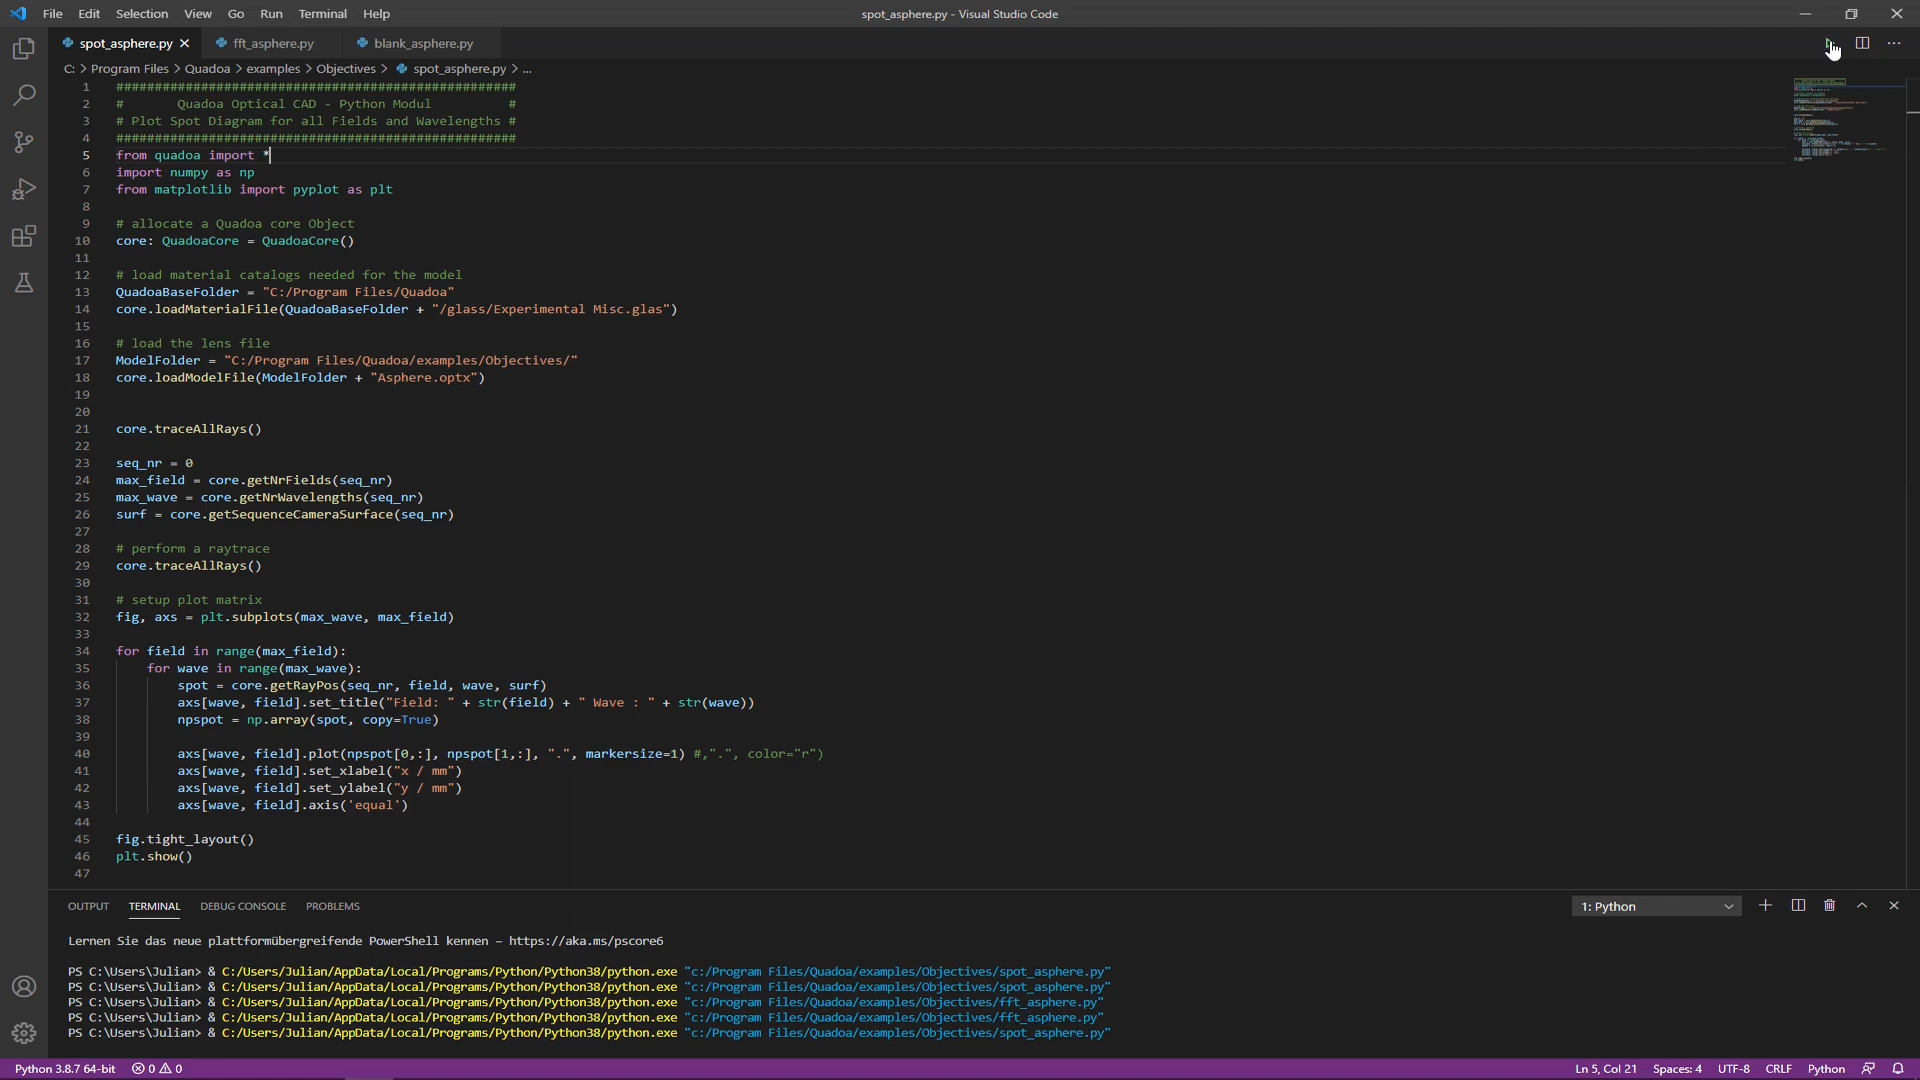 File Edit Selection View Go Run Terminal Help
spot_asphere.py - Visual Studio Code
spot_asphere.py fft_asphere.py blank_asphere.py
C: > Program Files > Quadoa > examples > Objectives > spot_asphere.py > ...
1 ####################################################
2 # Quadoa Optical CAD - Python Modul #
3 # Plot Spot Diagram for all Fields and Wavelengths #
4 ####################################################
5 from quadoa import *
6 import numpy as np
7 from matplotlib import pyplot as plt
8
9 # allocate a Quadoa core Object
10 core: QuadoaCore = QuadoaCore()
11
12 # load material catalogs needed for the model
13 QuadoaBaseFolder = "C:/Program Files/Quadoa"
14 core.loadMaterialFile(QuadoaBaseFolder + "/glass/Experimental Misc.glas")
15
16 # load the lens file
17 ModelFolder = "C:/Program Files/Quadoa/examples/Objectives/"
18 core.loadModelFile(ModelFolder + "Asphere.optx")
19
20
21 core.traceAllRays()
22
23 seq_nr = 0
24 max_field = core.getNrFields(seq_nr)
25 max_wave = core.getNrWavelengths(seq_nr)
26 surf = core.getSequenceCameraSurface(seq_nr)
27
28 # perform a raytrace
29 core.traceAllRays()
30
31 # setup plot matrix
32 fig, axs = plt.subplots(max_wave, max_field)
33
34 for field in range(max_field):
35 for wave in range(max_wave):
36 spot = core.getRayPos(seq_nr, field, wave, surf)
37 axs[wave, field].set_title("Field: " + str(field) + " Wave : " + str(wave))
38 npspot = np.array(spot, copy=True)
39
40 axs[wave, field].plot(npspot[0,:], npspot[1,:], ".", markersize=1) #,".", color="r")
41 axs[wave, field].set_xlabel("x / mm")
42 axs[wave, field].set_ylabel("y / mm")
43 axs[wave, field].axis('equal')
44
45 fig.tight_layout()
46 plt.show()
47
OUTPUT TERMINAL DEBUG CONSOLE PROBLEMS
1: Python
Lernen Sie das neue plattformübergreifende PowerShell kennen – https://aka.ms/pscore6
PS C:\Users\Julian> & C:/Users/Julian/AppData/Local/Programs/Python/Python38/python.exe "c:/Program Files/Quadoa/examples/Objectives/spot_asphere.py"
PS C:\Users\Julian> & C:/Users/Julian/AppData/Local/Programs/Python/Python38/python.exe "c:/Program Files/Quadoa/examples/Objectives/spot_asphere.py"
PS C:\Users\Julian> & C:/Users/Julian/AppData/Local/Programs/Python/Python38/python.exe "c:/Program Files/Quadoa/examples/Objectives/fft_asphere.py"
PS C:\Users\Julian> & C:/Users/Julian/AppData/Local/Programs/Python/Python38/python.exe "c:/Program Files/Quadoa/examples/Objectives/fft_asphere.py"
PS C:\Users\Julian> & C:/Users/Julian/AppData/Local/Programs/Python/Python38/python.exe "c:/Program Files/Quadoa/examples/Objectives/spot_asphere.py"
Python 3.8.7 64-bit 0 0
Ln 5, Col 21 Spaces: 4 UTF-8 CRLF Python